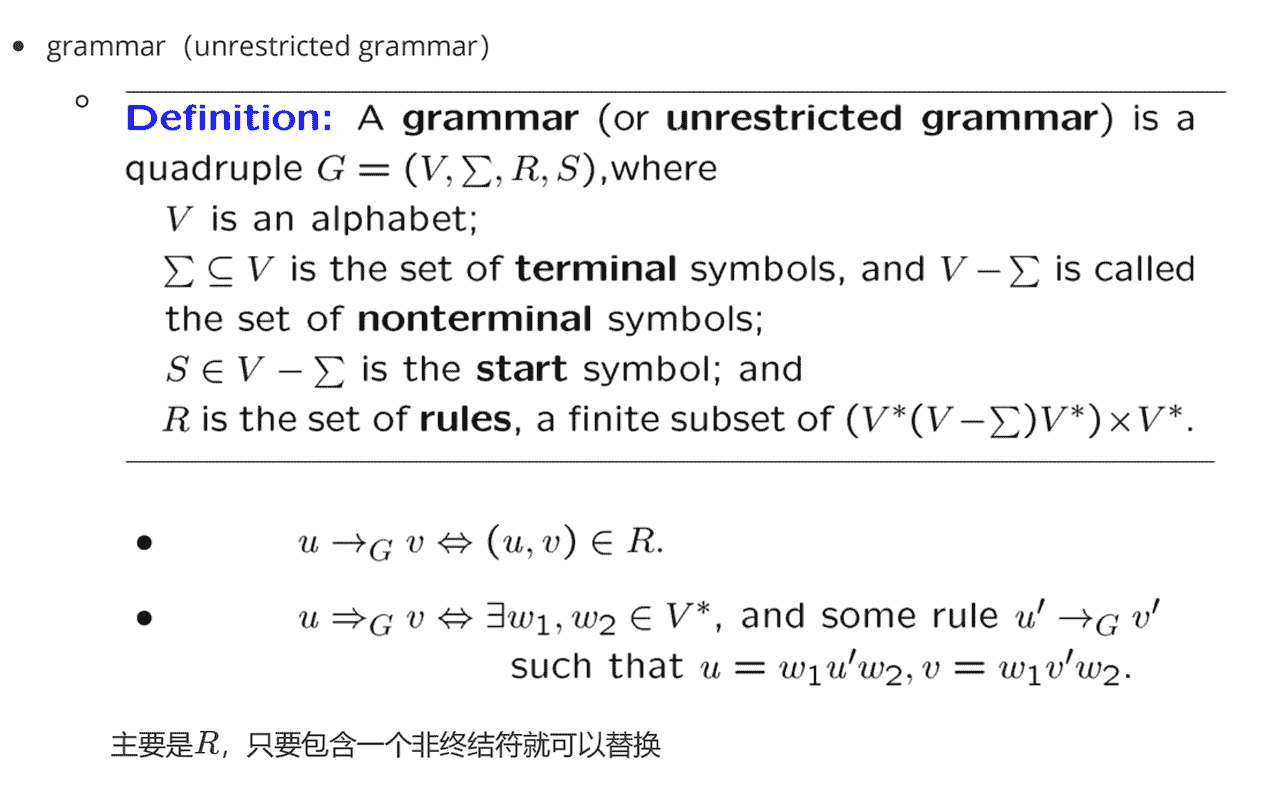 • grammar（unrestricted grammar）
○ Definition: A grammar (or unrestricted grammar) is a
quadruple G = (V, ∑, R, S),where
V is an alphabet;
∑ ⊆ V is the set of terminal symbols, and V − ∑ is called
the set of nonterminal symbols;
S ∈ V − ∑ is the start symbol; and
R is the set of rules, a finite subset of (V*(V−∑)V*)×V*.
• u →_G v ⇔ (u, v) ∈ R.
• u ⇒_G v ⇔ ∃w₁, w₂ ∈ V*, and some rule u′ →_G v′
such that u = w₁u′w₂, v = w₁v′w₂.
主要是R，只要包含一个非终结符就可以替换